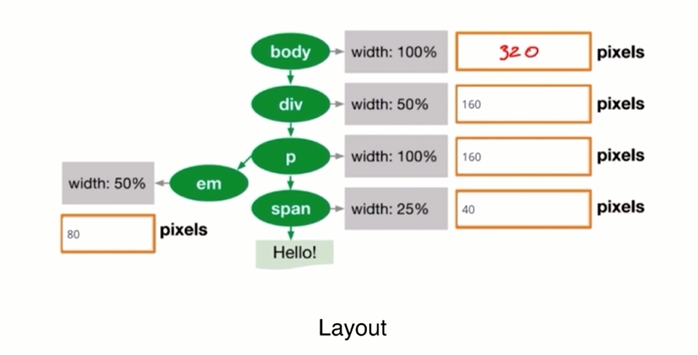 body width: 100% 320 pixels
div width: 50% 160 pixels
p width: 100% 160 pixels
width: 50% em
span width: 25% 40 pixels
80 pixels
Hello!
Layout